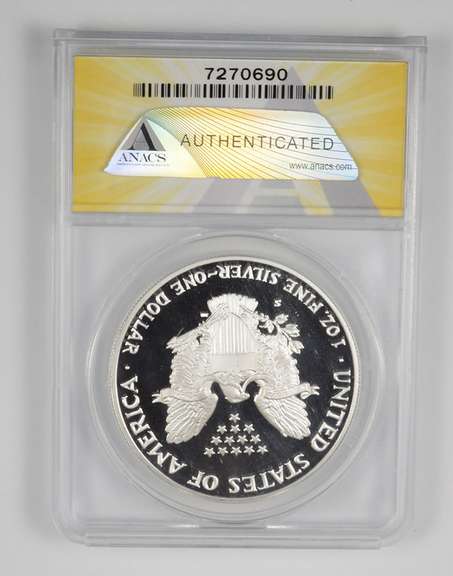 7270690
ANACS
AUTHENTICATED
www.anacs.com
UNITED STATES OF AMERICA
1 OZ. FINE SILVER~ONE DOLLAR
S